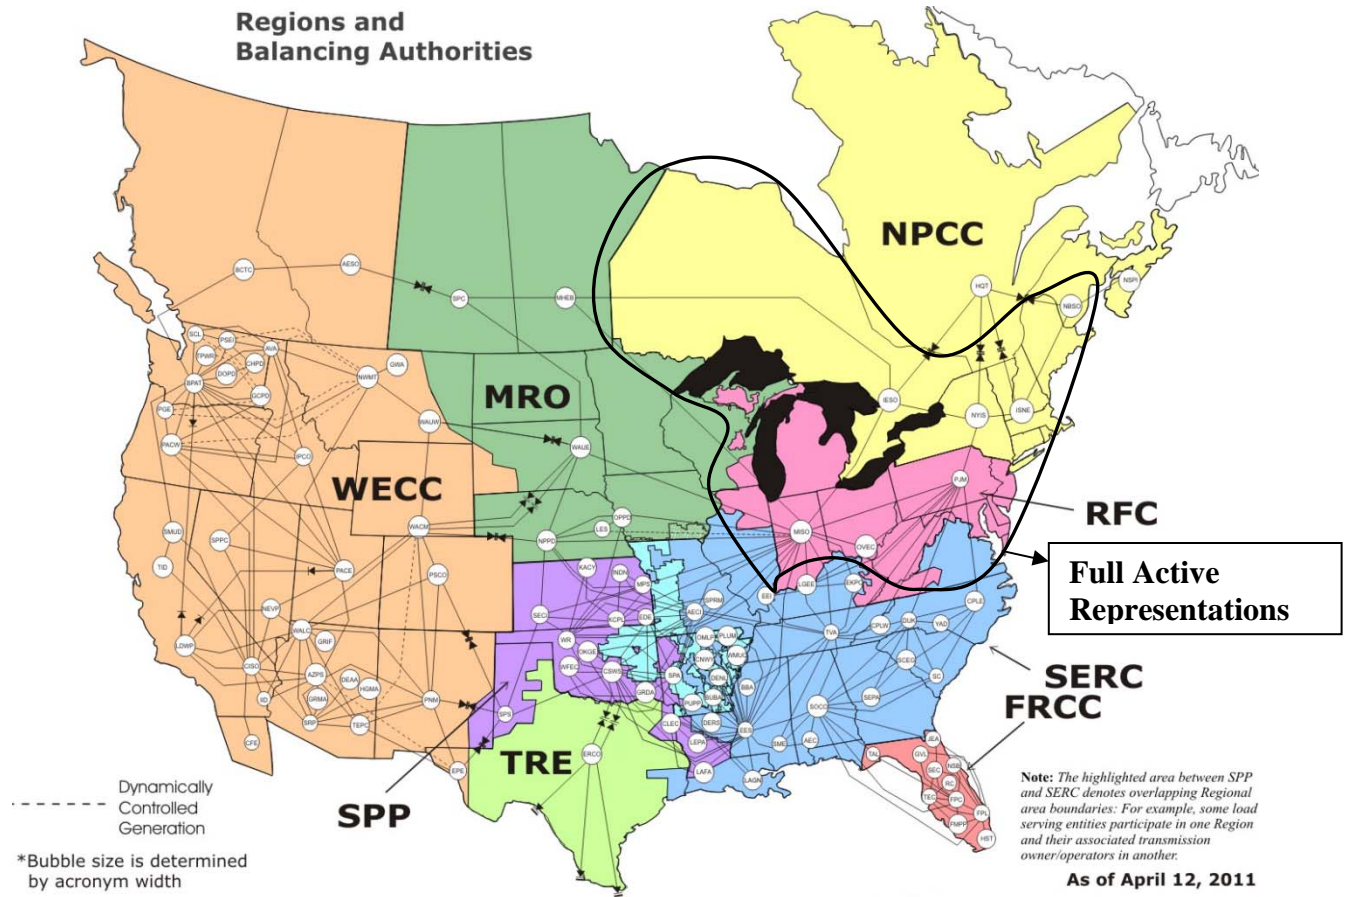 Regions and
Balancing Authorities
NPCC
MRO
WECC
RFC
Full Active
Representations
SERC
FRCC
TRE
SPP
BCTC
AESO
SPC
MHEB
HQT
NBSO
NSPI
SCL
PSEI
AVA
TPWR
CHPD
BPAT
DOPD
GCPD
NWMT
GWA
PGE
PACW
IPCO
WAUW
WAUE
IESO
NYIS
ISNE
PJM
MISO
OVEC
SMUD
SPPC
TID
PACE
WACM
PSCO
NPPD
LES
OPPD
KACY
INDN
MPS
SECI
KCPL
EDE
WR
OKGE
WFEC
CSWS
GRDA
SPA
AECI
SPRM
EEI
LGEE
EKPC
TVA
CPLW
DUK
YAD
CPLE
SCEG
SC
SEPA
SOCO
OMLP
PLUM
CNWY
WMUC
DENL
BUBA
PUPP
DERS
BBA
EES
CLEC
LEPA
LAFA
LAGN
SME
AEC
NEVP
WALC
GRIF
LDWP
CISO
AZPS
DEAA
HGMA
GRMA
IID
SRP
TEPC
PNM
CFE
EPE
SPS
ERCO
TAL
JEA
GVL
SEC
NSB
RC
TEC
FPC
FPL
FMPP
HST
Dynamically
Controlled
Generation
*Bubble size is determined
by acronym width
Note: The highlighted area between SPP
and SERC denotes overlapping Regional
area boundaries: For example, some load
serving entities participate in one Region
and their associated transmission
owner/operators in another.
As of April 12, 2011